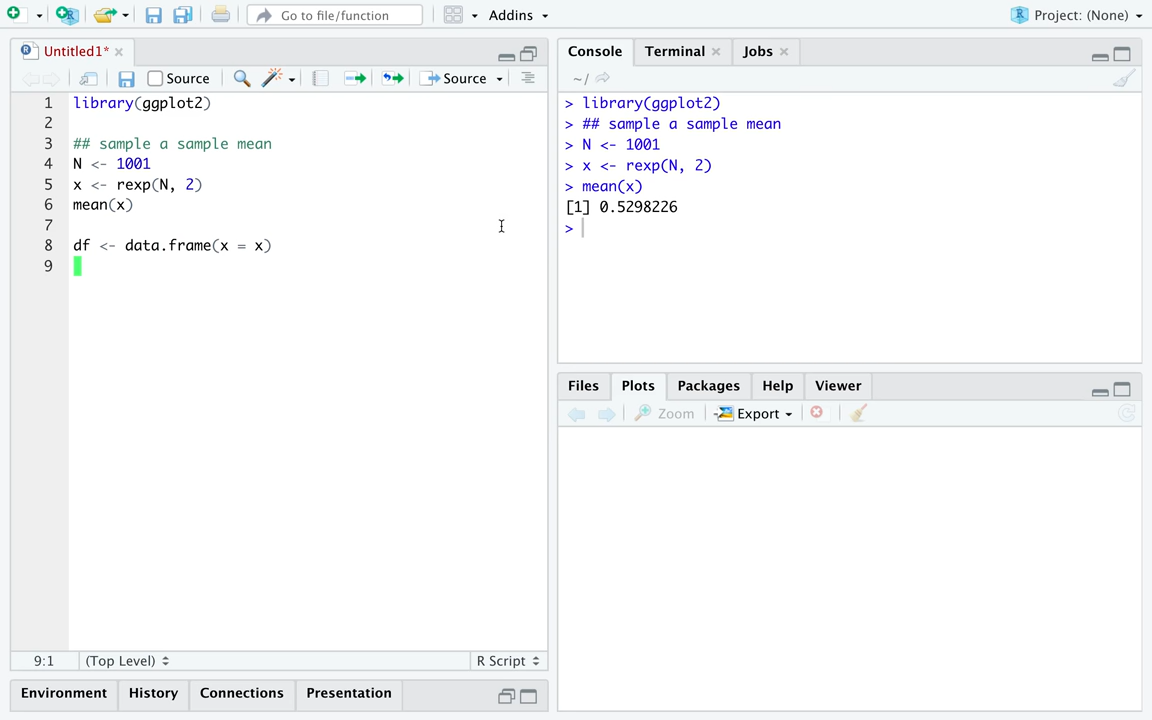 Go to file/function
Addins
Project: (None)
Untitled1*
Source
Source
1 library(ggplot2)
2
3 ## sample a sample mean
4 N <- 1001
5 x <- rexp(N, 2)
6 mean(x)
7
8 df <- data.frame(x = x)
9
9:1 (Top Level) R Script
Environment History Connections Presentation
Console Terminal Jobs
~/
> library(ggplot2)
> ## sample a sample mean
> N <- 1001
> x <- rexp(N, 2)
> mean(x)
[1] 0.5298226
>
Files Plots Packages Help Viewer
Zoom Export